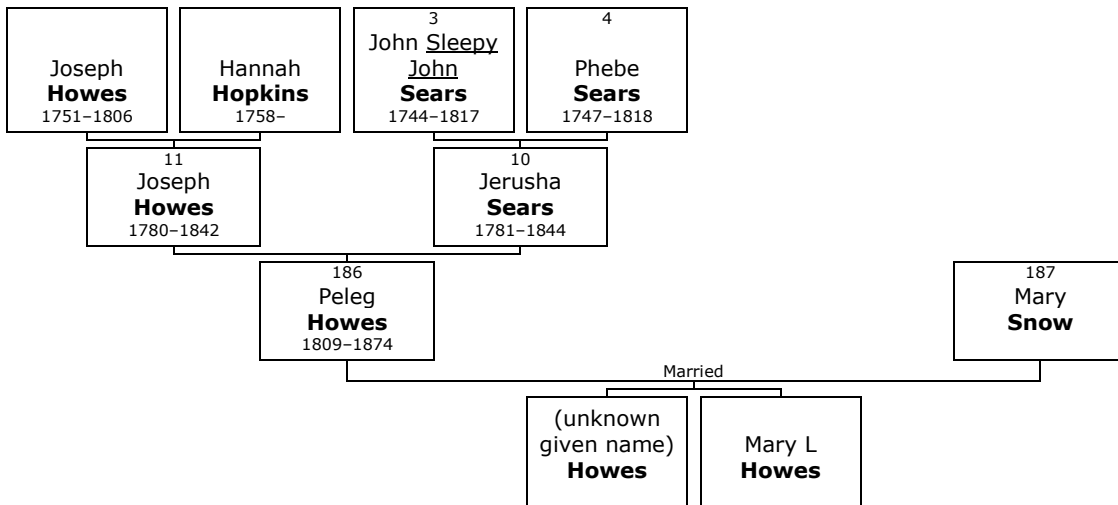 Joseph
Howes
1751–1806
Hannah
Hopkins
1758–
3
John Sleepy
John
Sears
1744–1817
4
Phebe
Sears
1747–1818
11
Joseph
Howes
1780–1842
10
Jerusha
Sears
1781–1844
186
Peleg
Howes
1809–1874
187
Mary
Snow
Married
(unknown
given name)
Howes
Mary L
Howes